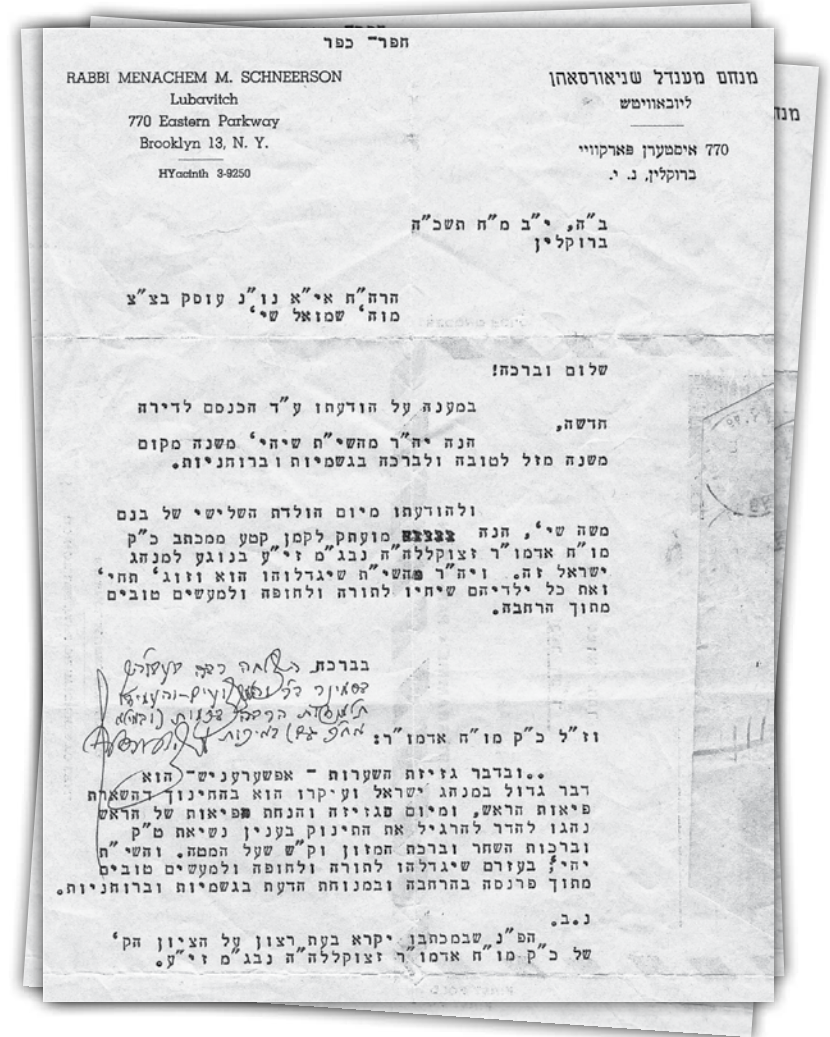 חפר־ כפר
RABBI MENACHEM M. SCHNEERSON
Lubavitch
770 Eastern Parkway
Brooklyn 13, N. Y.
HYacinth 3-9250
מנחם מענדל שניאורסאהן
ליובאוויטש
770 איסטערן פארקוויי
ברוקלין, נ. י.
ב"ה, י"ב מ"ח תשכ"ה
ברוקלין
הרה"ח אי"א נו"נ עוסק בצ"צ
מוה' שמואל שי'
שלום וברכה!
במענה על הודעתו ע"ד הכנסם לדירה
חדשה,
הנה יה"ר מהשי"ת שיהי' משנה מקום
משנה מזל לטובה ולברכה בגשמיות וברוחניות.
ולהודעתו מיום הולדת השלישי של בנם
משה שי', הנה מועתק לקמן קטע ממכתב כ"ק
מו"ח אדמו"ר זצוקללה"ה נבג"מ זי"ע בנוגע למנהג
ישראל זה. ויה"ר מהשי"ת שיגדלוהו הוא וזוג' תחי'
ואת כל ילדיהם שיחיו לתורה ולחופה ולמעשים טובים
מתוך הרחבה.
בברכת הצלחה רבה
וז"ל כ"ק מו"ח אדמו"ר:
..ובדבר גזיזת השערות - אפשערעניש- הוא
דבר גדול במנהג ישראל ועיקרו הוא בהחינוך דהשארת
פיאות הראש, ומיום הגזיזה והנחת הפיאות של הראש
נהגו להדר להרגיל את התינוק בענין נשיאת ט"ק
וברכות השחר וברכת המזון וק"ש שעל המטה. והשי"ת
יהי' בעזרם שיגדלהו לתורה ולחופה ולמעשים טובים
מתוך פרנסה בהרחבה ובמנוחת הדעת בגשמיות וברוחניות.
נ.ב.
הפ"נ שבמכתבו יקרא בעת רצון על הציון הק'
של כ"ק מו"ח אדמו"ר זצוקללה"ה נבג"מ זי"ע.